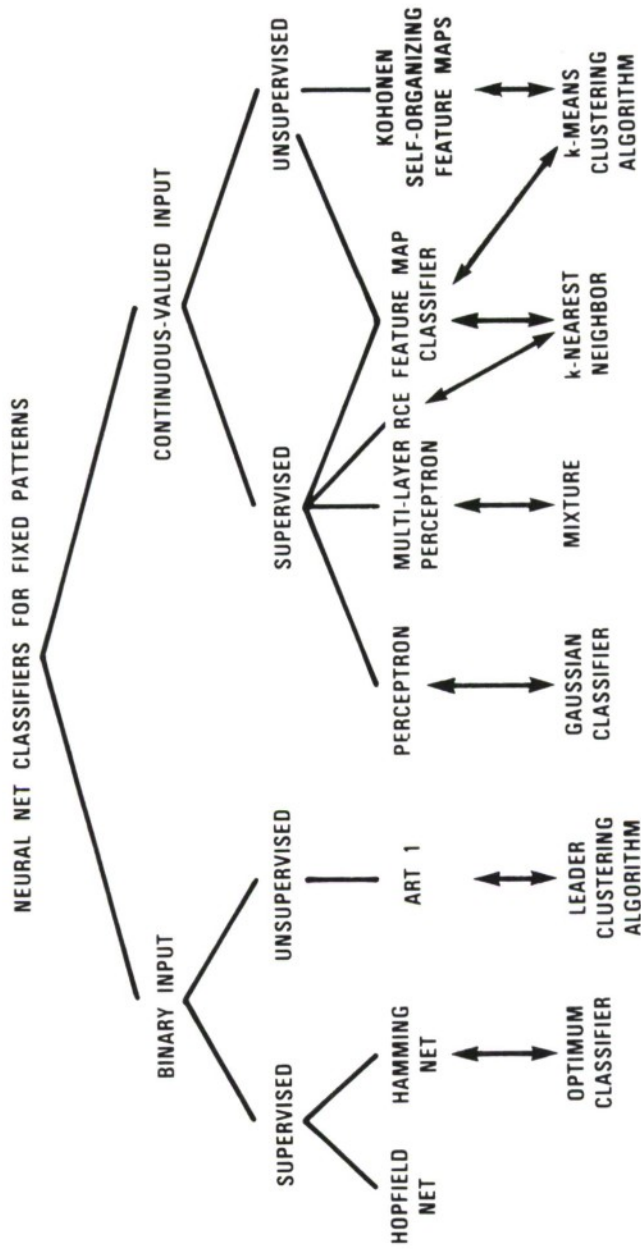 NEURAL NET CLASSIFIERS FOR FIXED PATTERNS
BINARY INPUT
CONTINUOUS-VALUED INPUT
SUPERVISED
UNSUPERVISED
SUPERVISED
UNSUPERVISED
HOPFIELD
NET
HAMMING
NET
ART 1
PERCEPTRON
MULTI-LAYER
PERCEPTRON
RCE
FEATURE MAP
CLASSIFIER
KOHONEN
SELF-ORGANIZING
FEATURE MAPS
OPTIMUM
CLASSIFIER
LEADER
CLUSTERING
ALGORITHM
GAUSSIAN
CLASSIFIER
MIXTURE
k-NEAREST
NEIGHBOR
k-MEANS
CLUSTERING
ALGORITHM